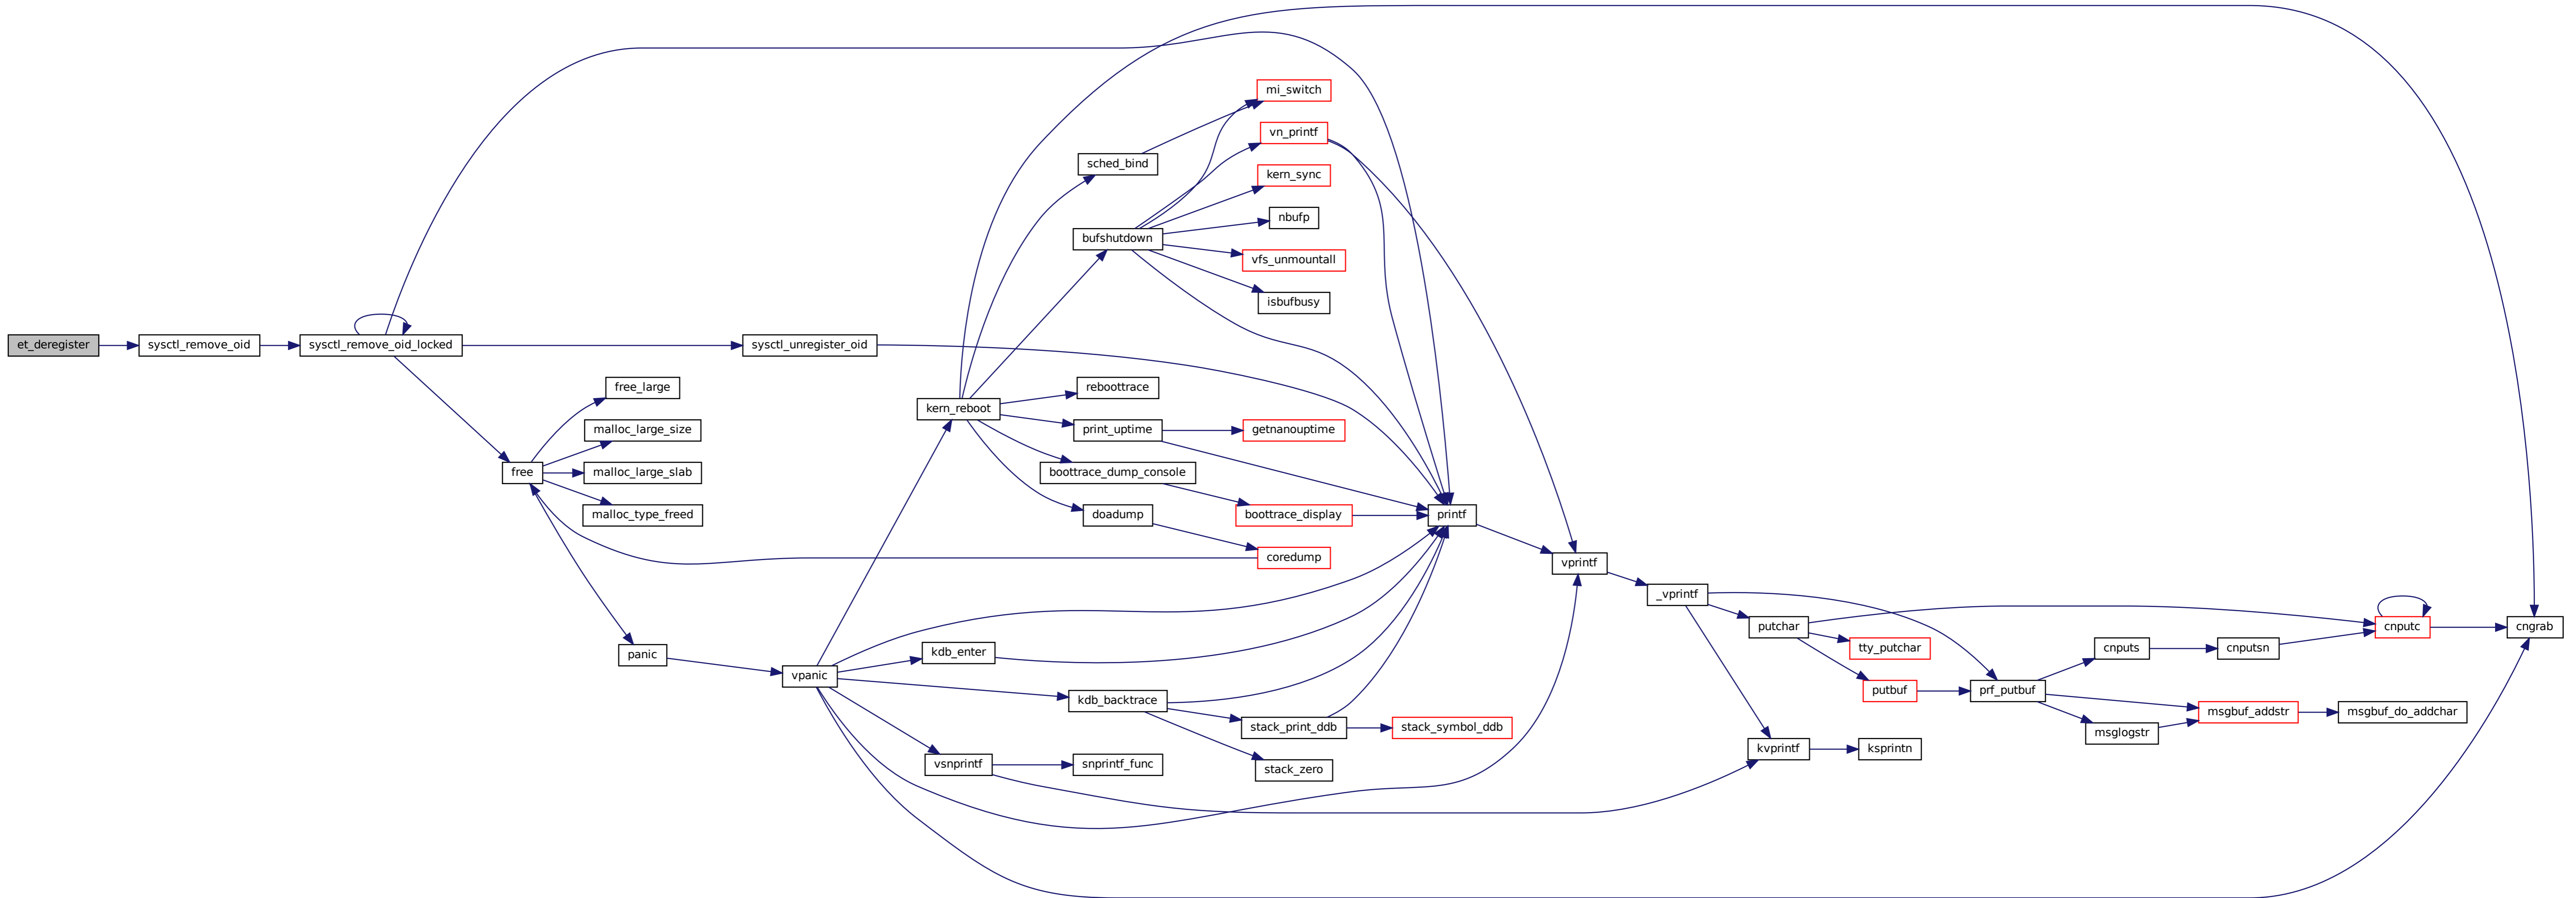 et_deregister
sysctl_remove_oid
sysctl_remove_oid_locked
free
free_large
malloc_large_size
malloc_large_slab
malloc_type_freed
panic
sysctl_unregister_oid
vpanic
kern_reboot
kdb_enter
vsnprintf
sched_bind
bufshutdown
reboottrace
print_uptime
boottrace_dump_console
doadump
kdb_backtrace
snprintf_func
mi_switch
vn_printf
kern_sync
nbufp
vfs_unmountall
isbufbusy
getnanouptime
boottrace_display
coredump
stack_print_ddb
stack_zero
printf
stack_symbol_ddb
vprintf
_vprintf
putchar
kvprintf
tty_putchar
putbuf
ksprintn
prf_putbuf
cnputs
msglogstr
cnputsn
msgbuf_addstr
cnputc
msgbuf_do_addchar
cngrab